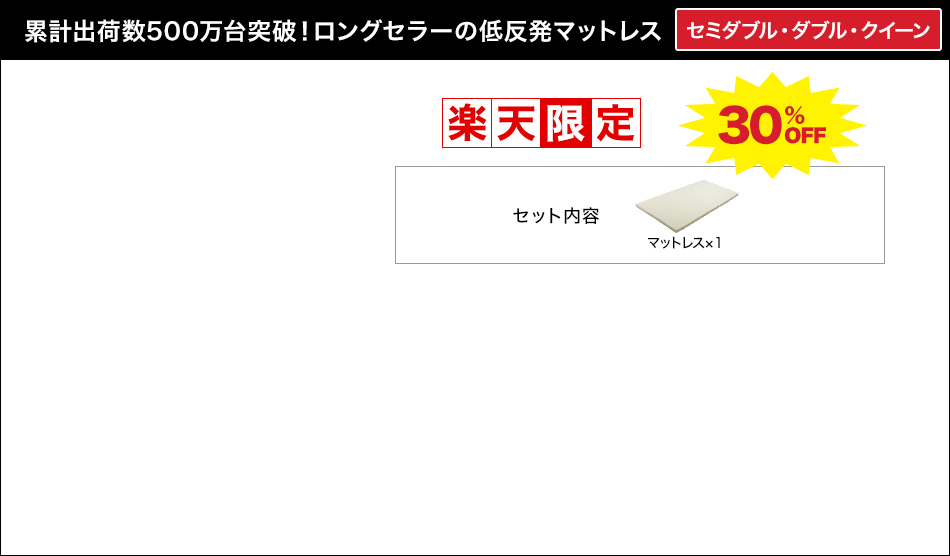 累計出荷数500万台突破！ロングセラーの低反発マットレス
セミダブル・ダブル・クイーン
楽天限定
30%OFF
セット内容
マットレス×1